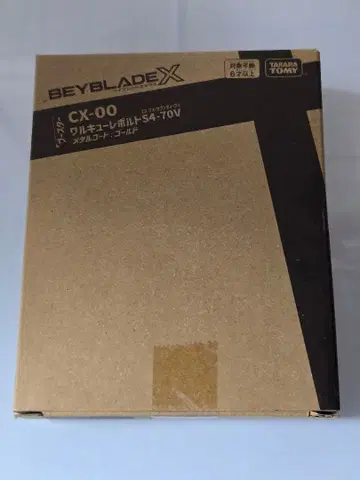 BEYBLADE X
対象年齢
6才以上
TAKARA
TOMY
ブースター
CX-00
ワルキューレボルトS4-70V
メタルコート:ゴールド